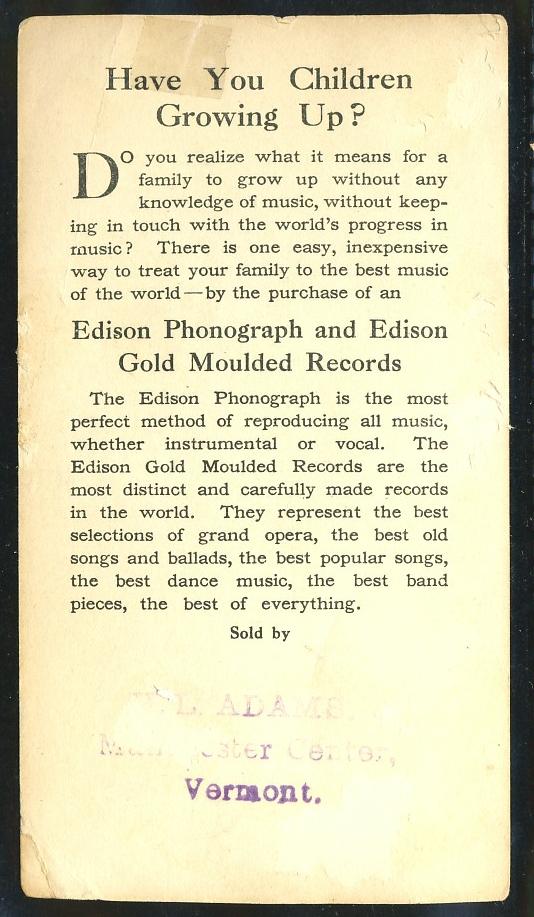 Have You Children
Growing Up?
Do you realize what it means for a
family to grow up without any
knowledge of music, without keep-
ing in touch with the world's progress in
music? There is one easy, inexpensive
way to treat your family to the best music
of the world—by the purchase of an
Edison Phonograph and Edison
Gold Moulded Records
The Edison Phonograph is the most
perfect method of reproducing all music,
whether instrumental or vocal. The
Edison Gold Moulded Records are the
most distinct and carefully made records
in the world. They represent the best
selections of grand opera, the best old
songs and ballads, the best popular songs,
the best dance music, the best band
pieces, the best of everything.
Sold by
L. ADAMS.
Center,
Vermont.